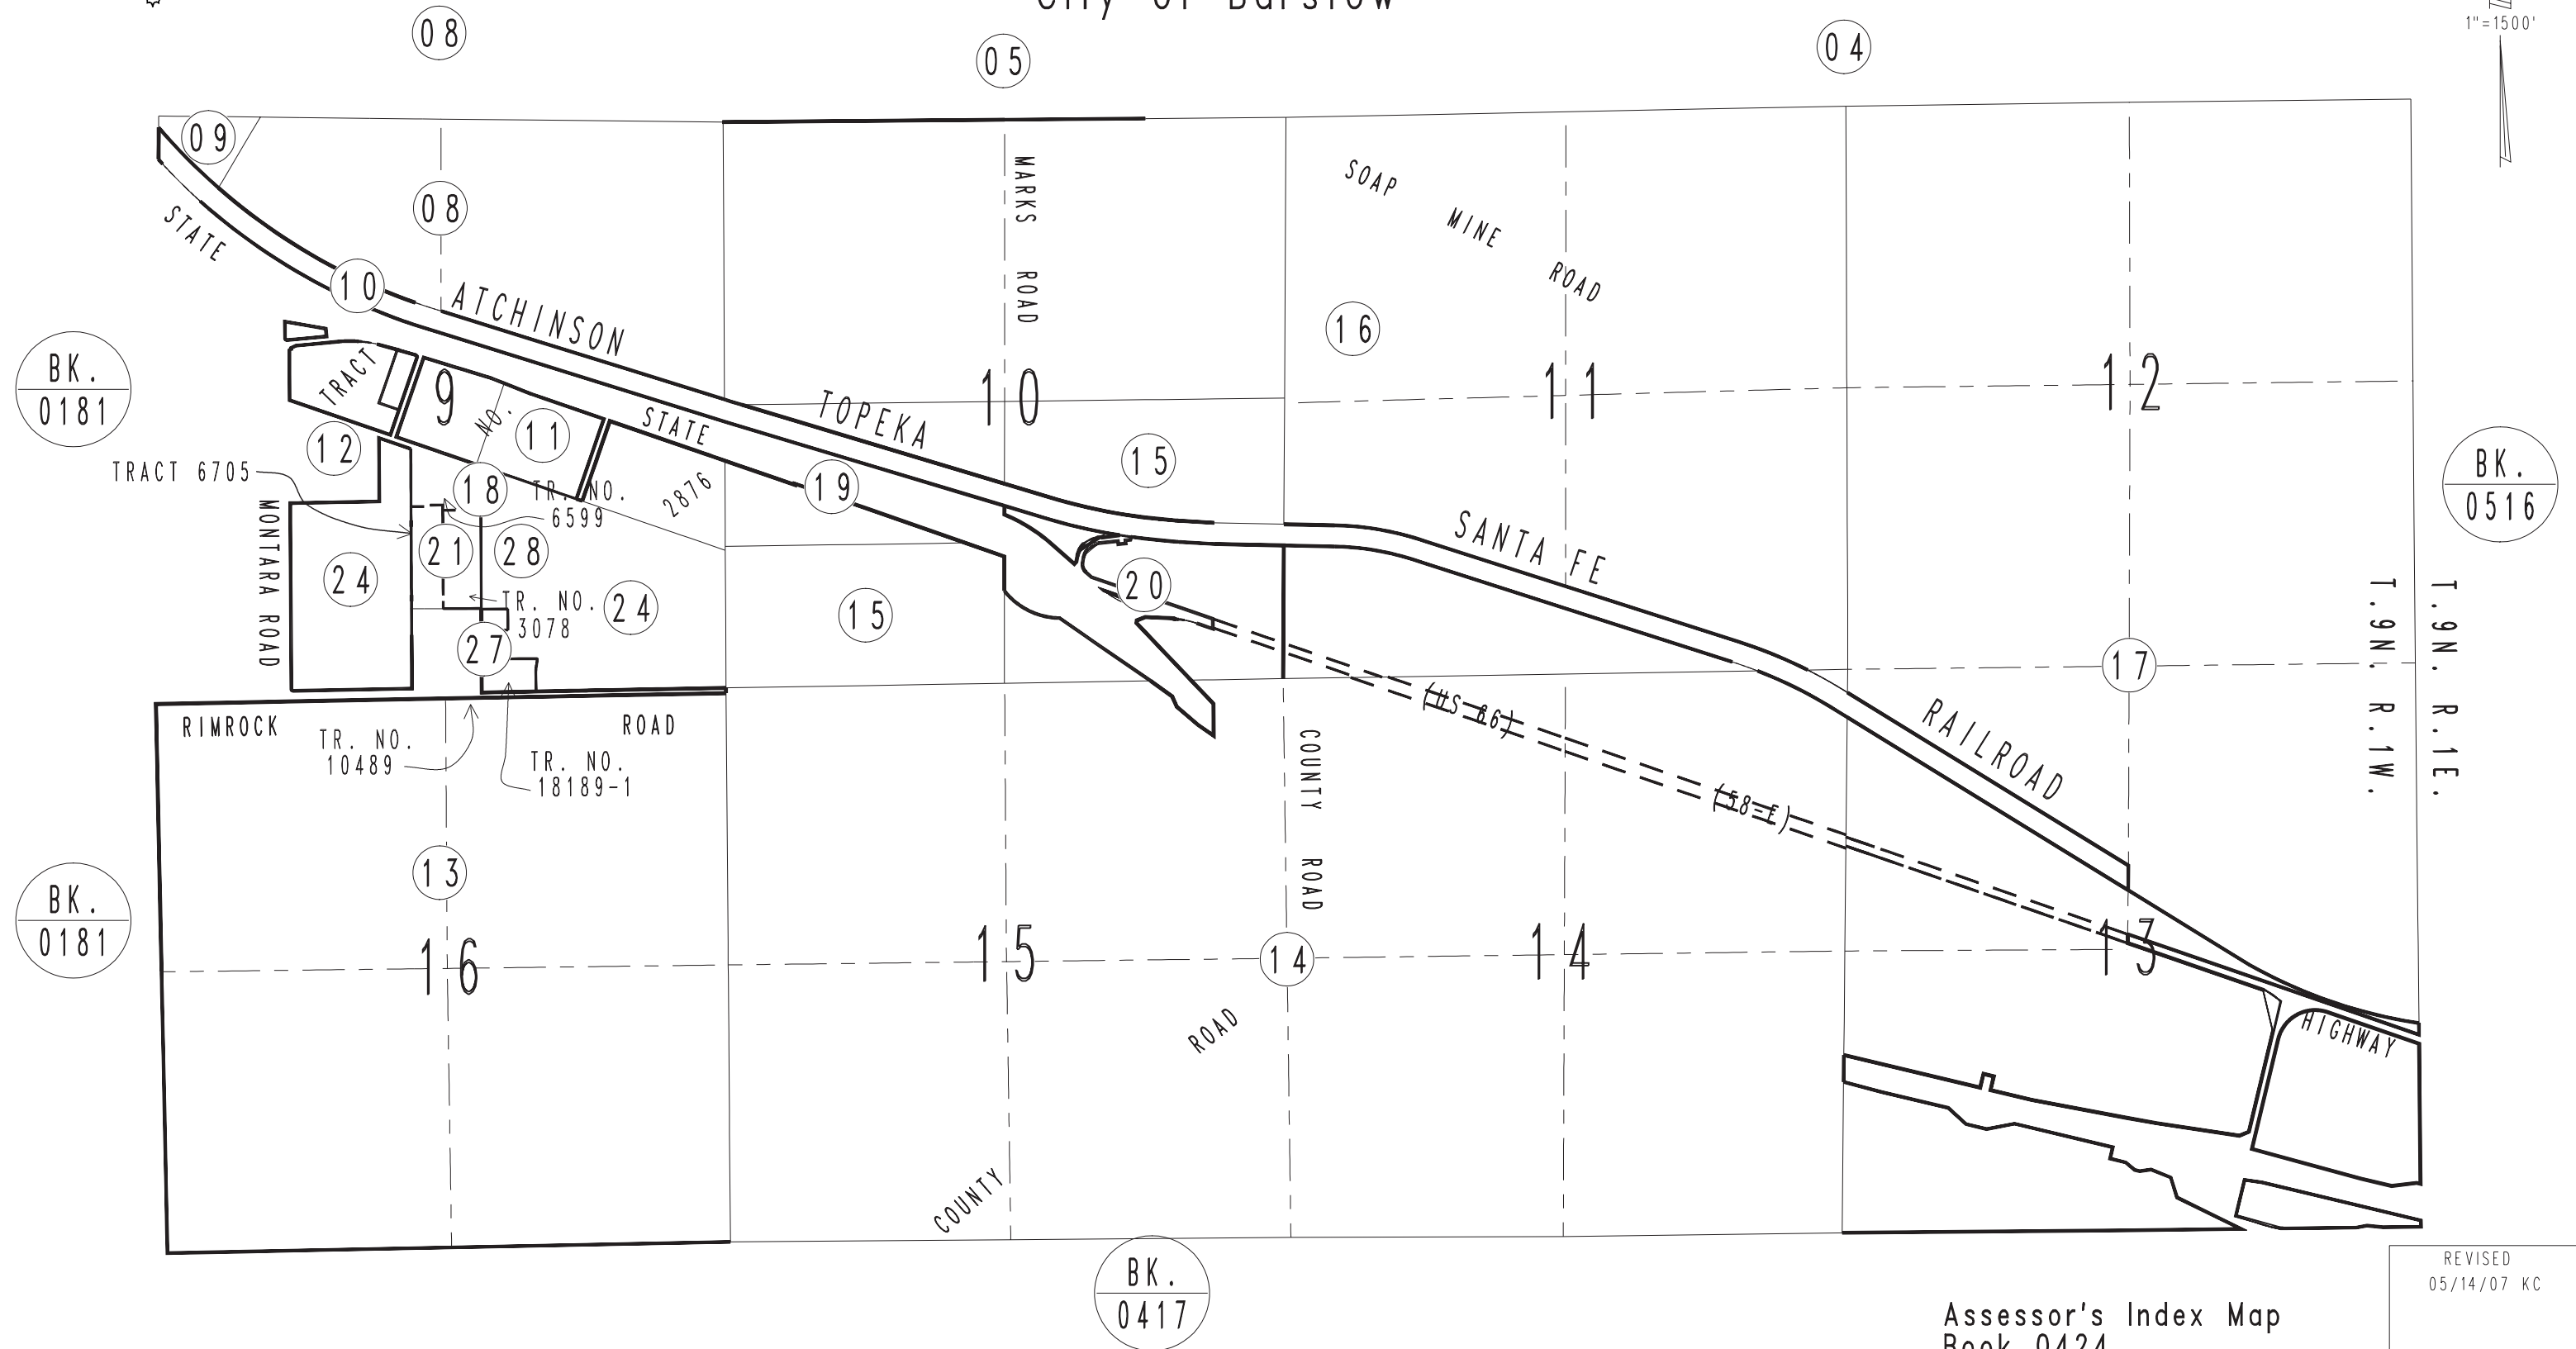 City of Barstow
1"=1500'
08
05
04
09
08
MARKS ROAD
SOAP MINE ROAD
STATE
10
ATCHINSON
16
BK.
0181
TRACT
9
NO.
11
STATE
TOPEKA
10
11
12
12
TRACT 6705
18
TR. NO.
6599
2876
19
15
BK.
0516
MONTARA ROAD
24
21
28
TR. NO.
3078
24
15
20
SANTA FE
27
17
T.9N. R.1W.
T.9N. R.1E.
RIMROCK ROAD
TR. NO.
10489
TR. NO.
18189-1
(US 66)
COUNTY ROAD
(58-E)
RAILROAD
13
BK.
0181
16
15
14
14
13
COUNTY ROAD
HIGHWAY
BK.
0417
REVISED
05/14/07 KC
Assessor's Index Map
Book 0424